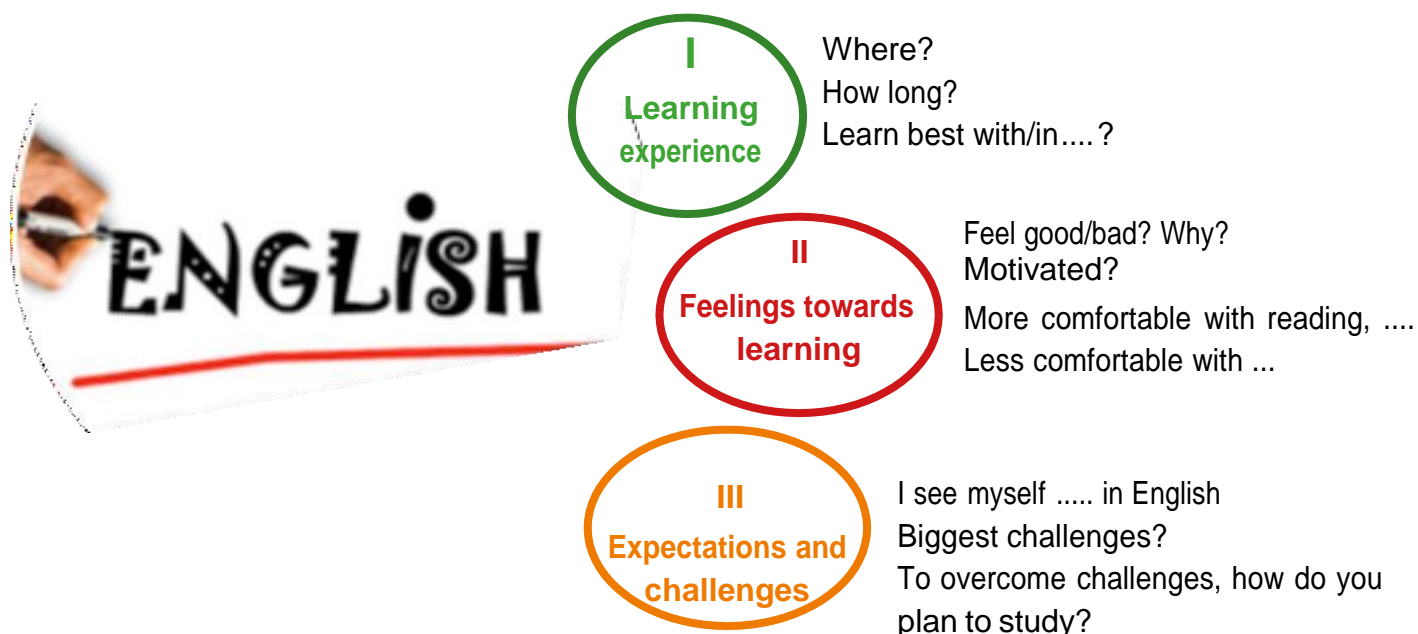 ENGLISH
I
Learning
experience
Where?
How long?
Learn best with/in....?
II
Feelings towards
learning
Feel good/bad? Why?
Motivated?
More comfortable with reading, ....
Less comfortable with ...
III
Expectations and
challenges
I see myself ..... in English
Biggest challenges?
To overcome challenges, how do you
plan to study?